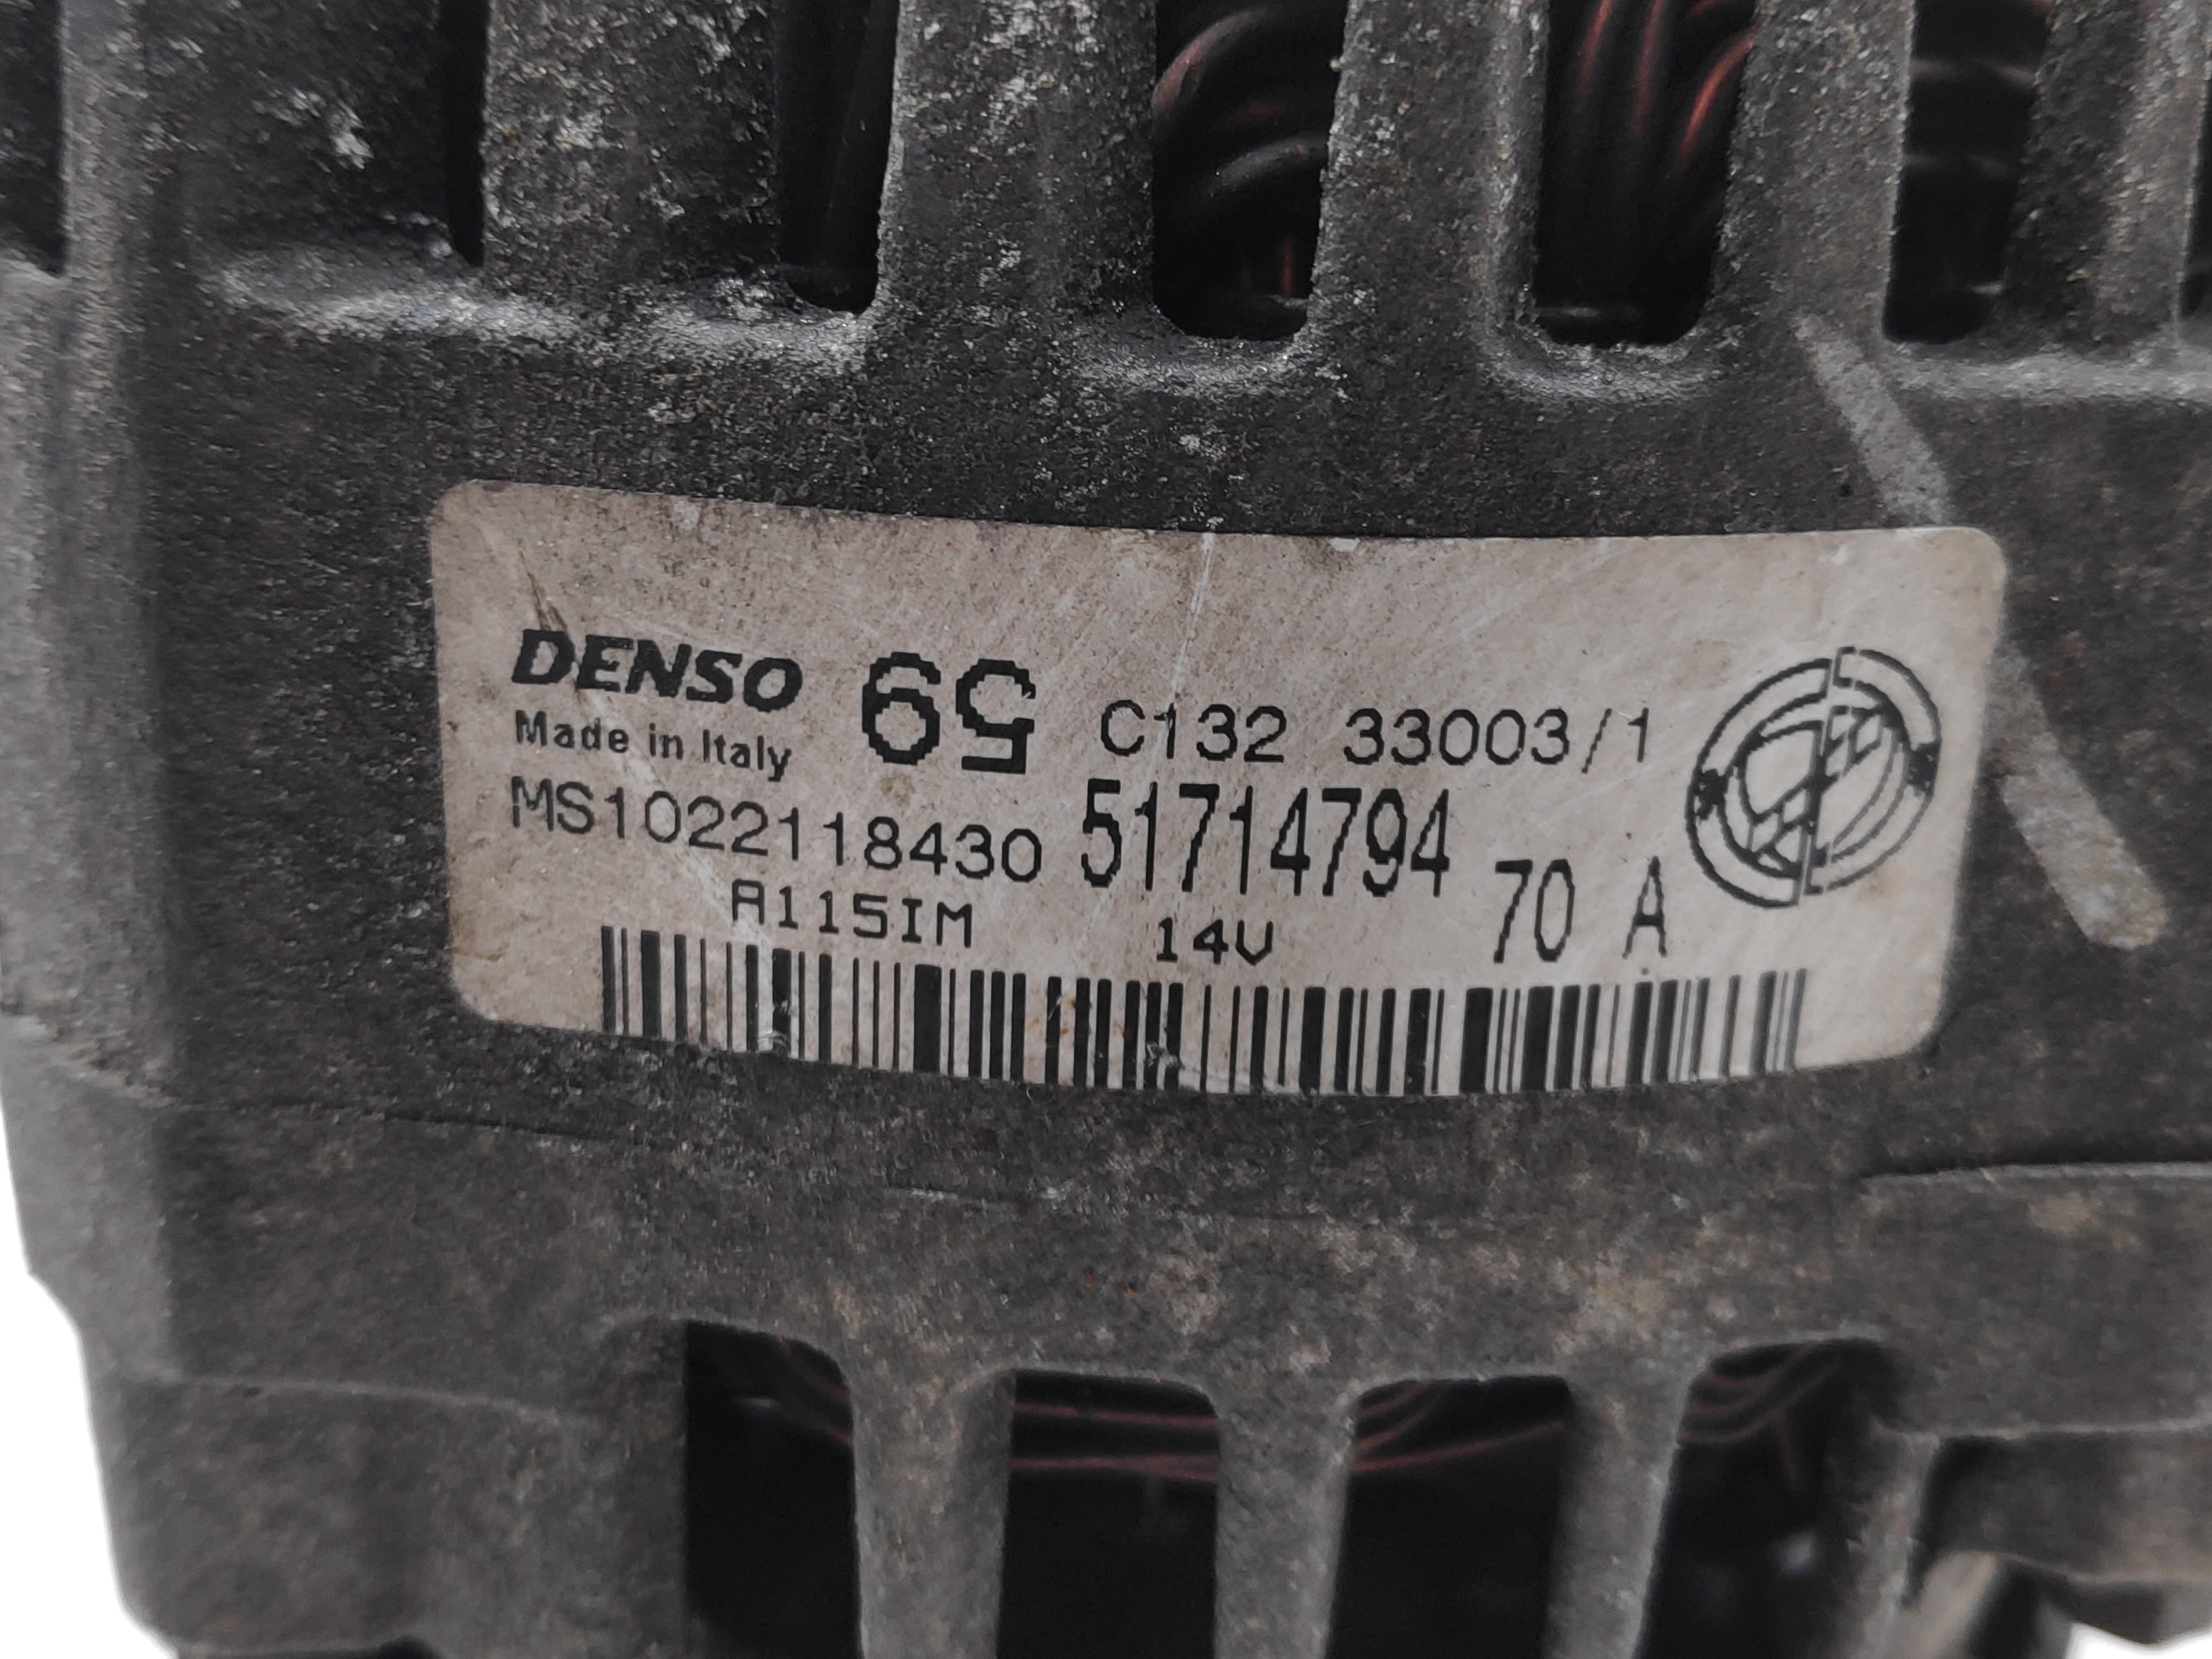 DENSO 59 C132 33003/1
Made in Italy
MS1022118430 51714794
A115IM 14V 70 A